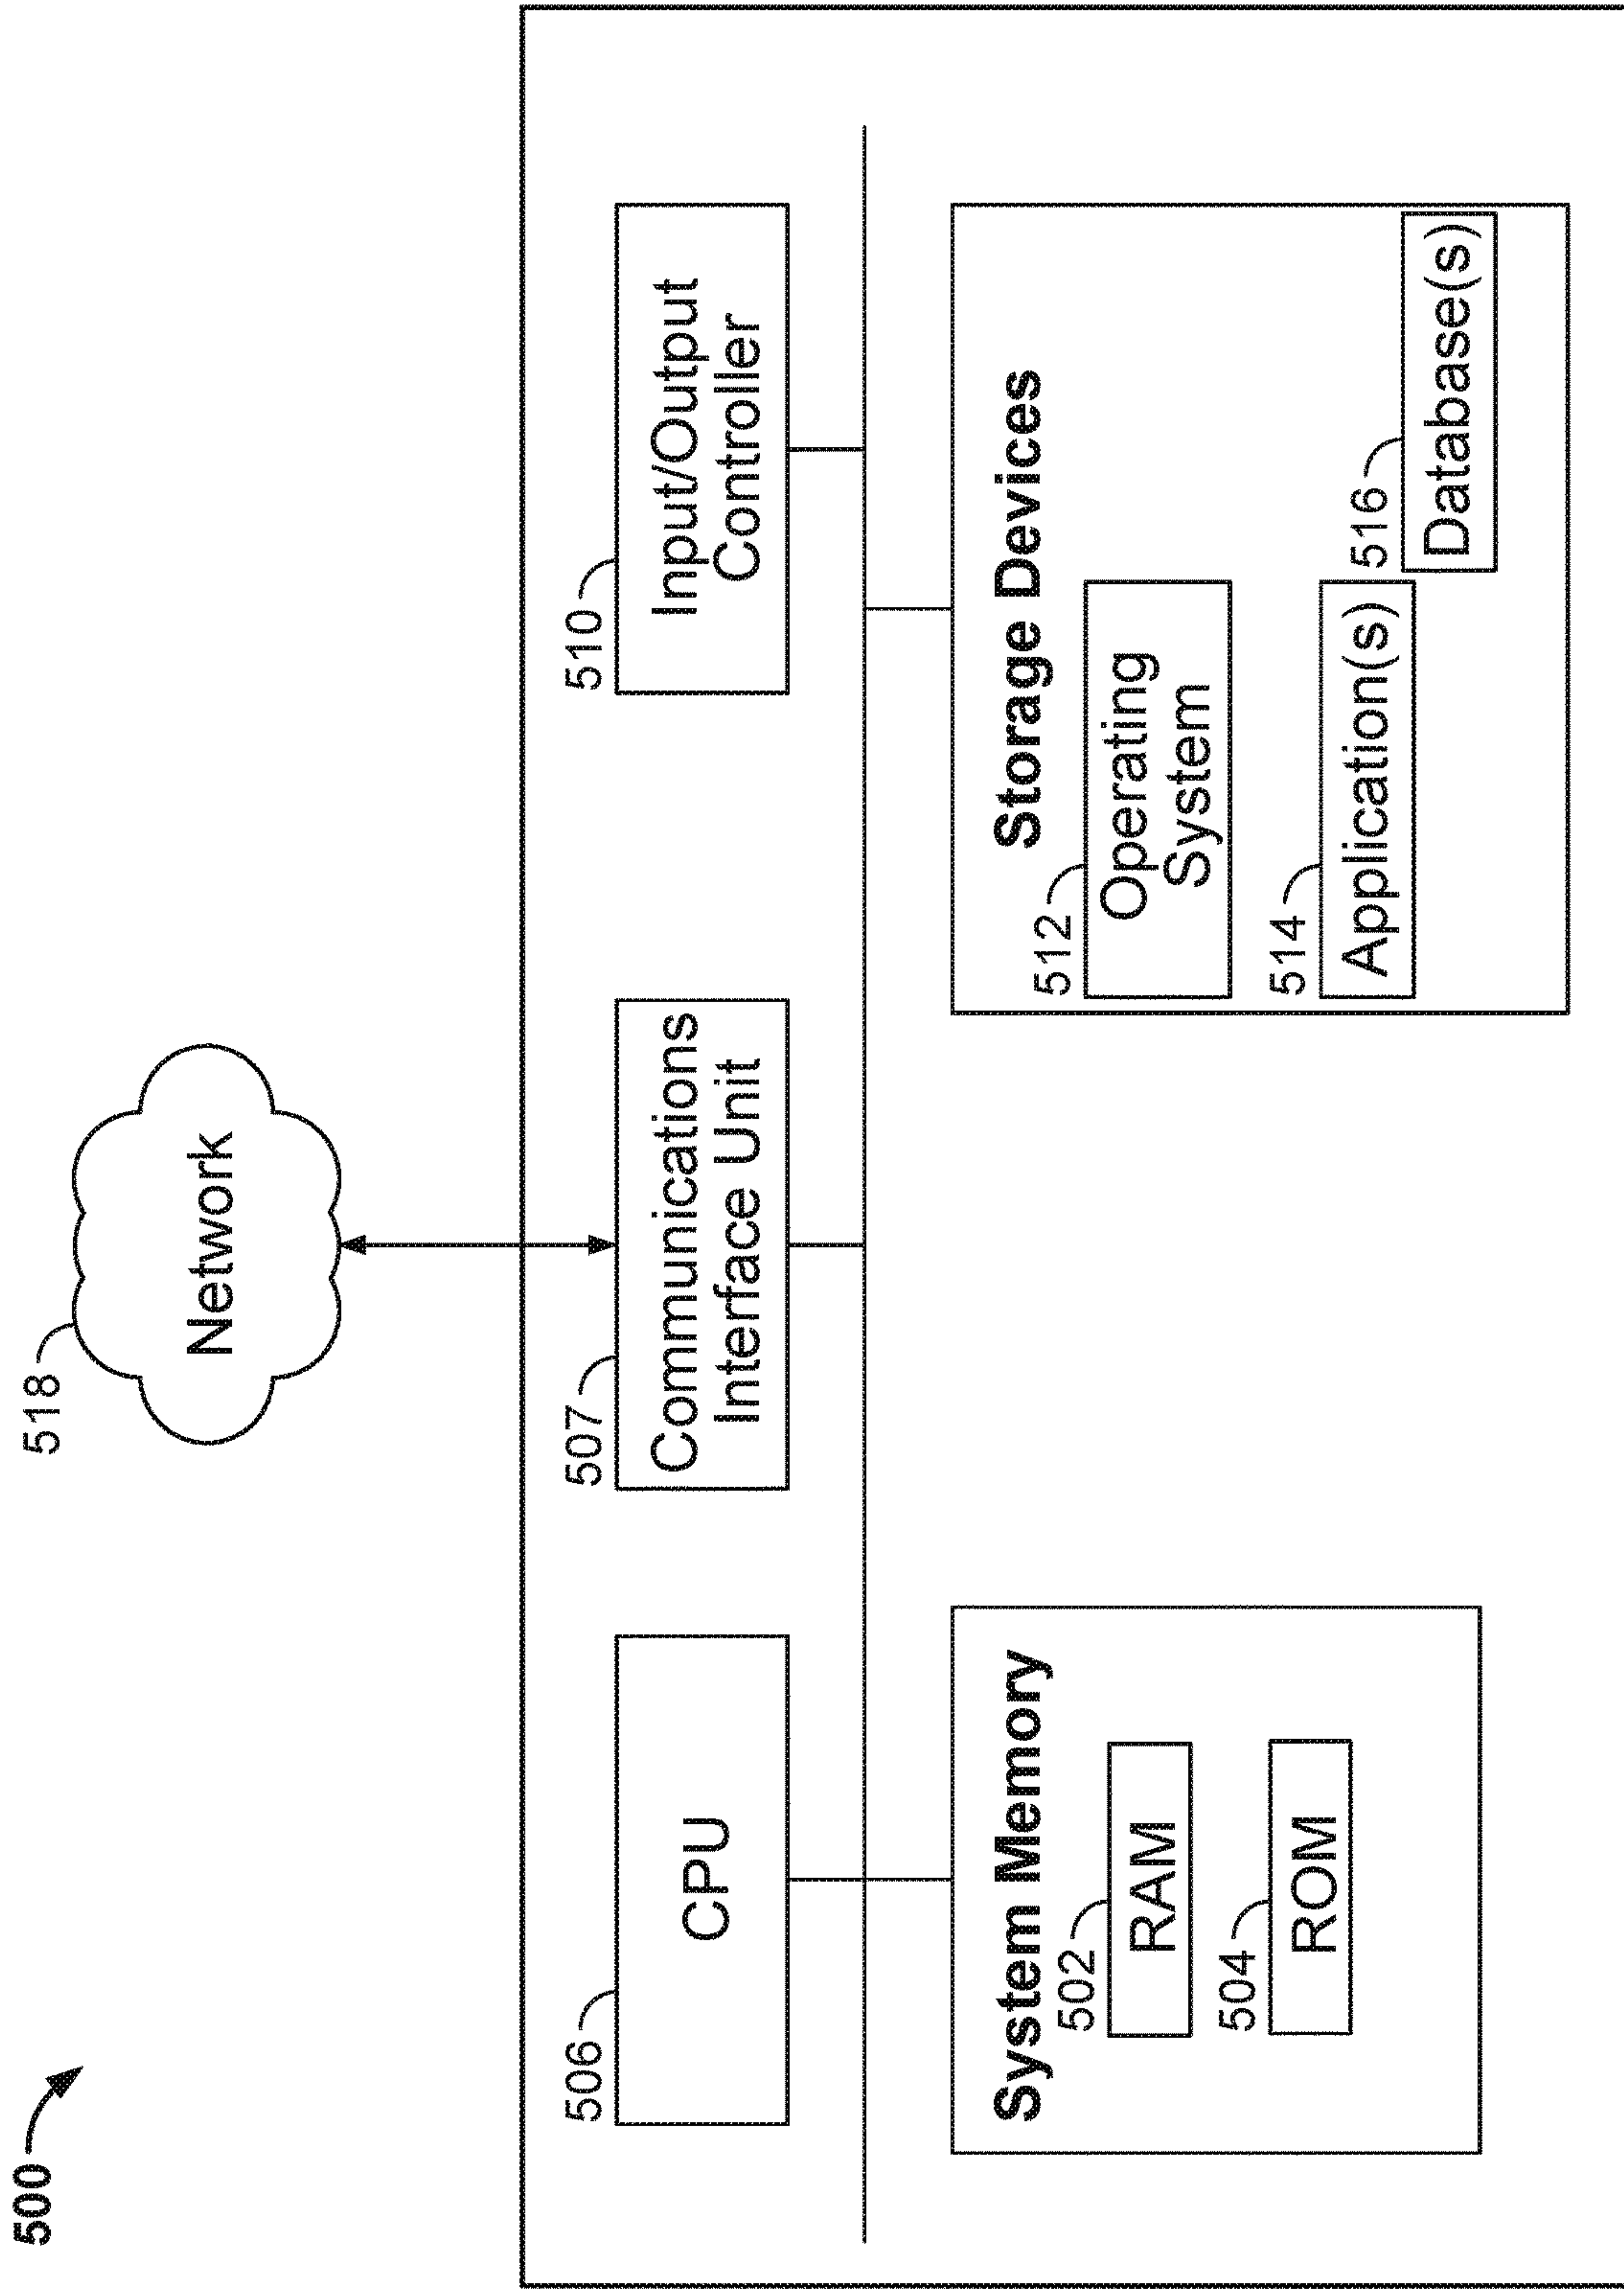 500
518
Network
506
CPU
507
Communications
Interface Unit
510
Input/Output
Controller
System Memory
502
RAM
504
ROM
Storage Devices
512
Operating
System
514
Application(s)
516
Database(s)